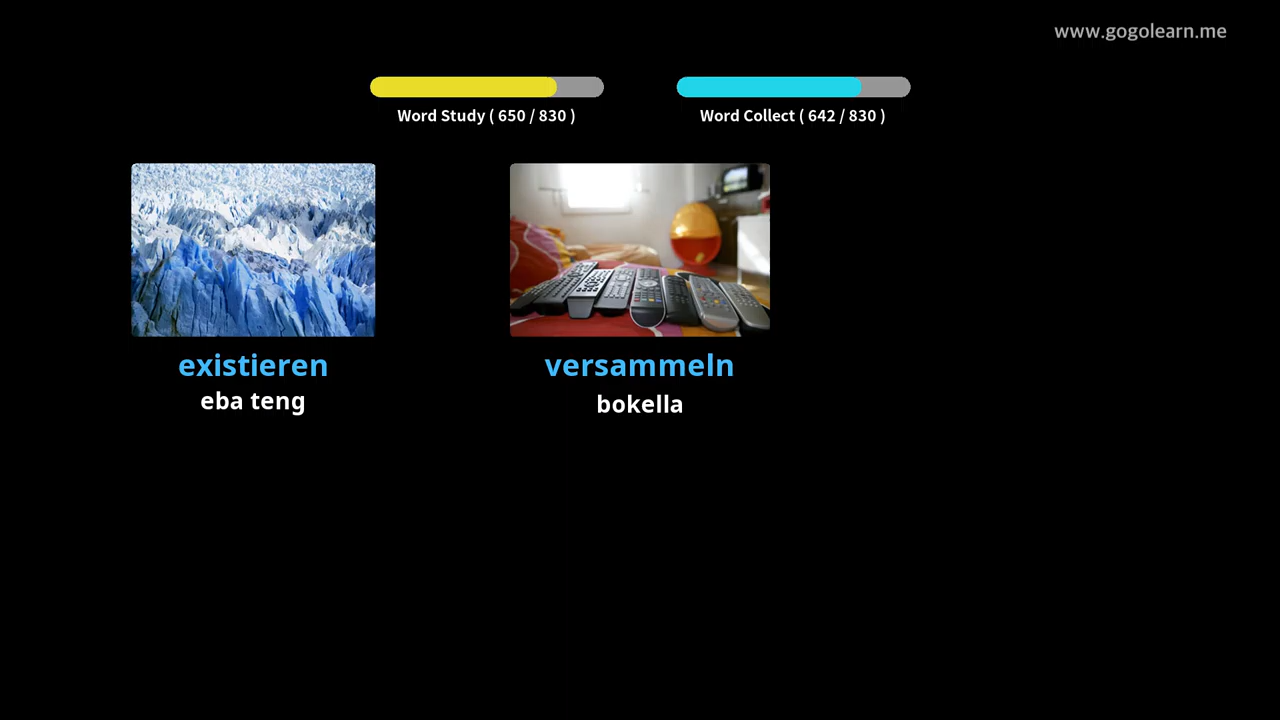 www.gogolearn.me
Word Study ( 650 / 830 )
Word Collect ( 642 / 830 )
existieren
eba teng
versammeln
bokella